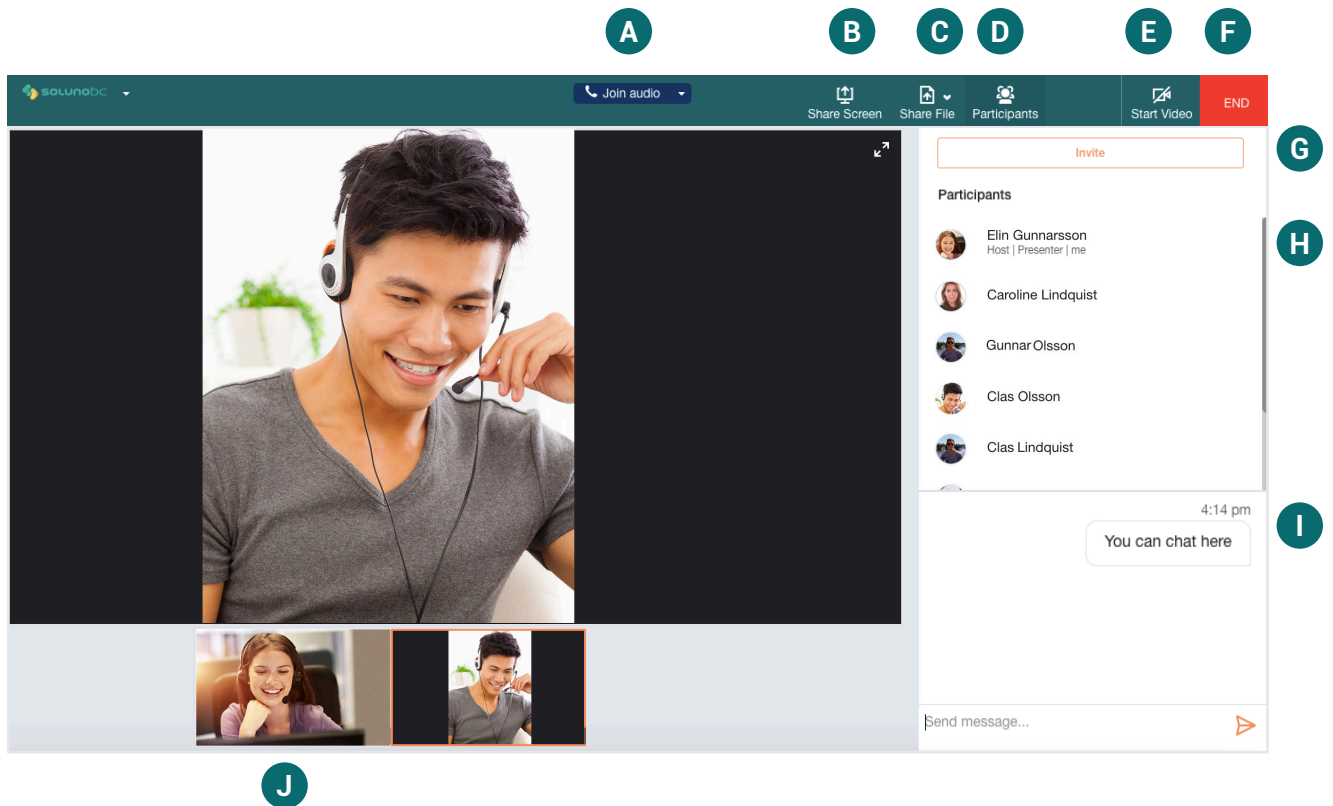 A
B
C
D
E
F
SOLUNOBC
Join audio
Share Screen
Share File
Participants
Start Video
END
Invite
G
Participants
Elin Gunnarsson
H
Host | Presenter | me
Caroline Lindquist
Gunnar Olsson
Clas Olsson
Clas Lindquist
4:14 pm
I
You can chat here
Send message...
J